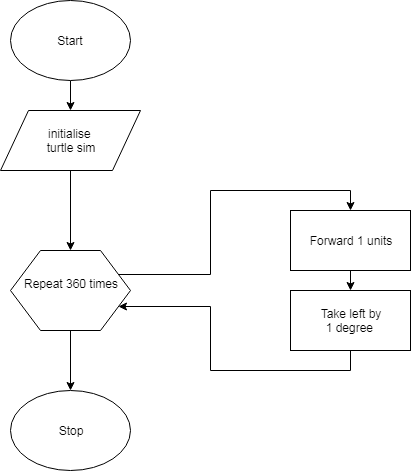 Start
initialise
turtle sim
Repeat 360 times
Forward 1 units
Take left by
1 degree
Stop